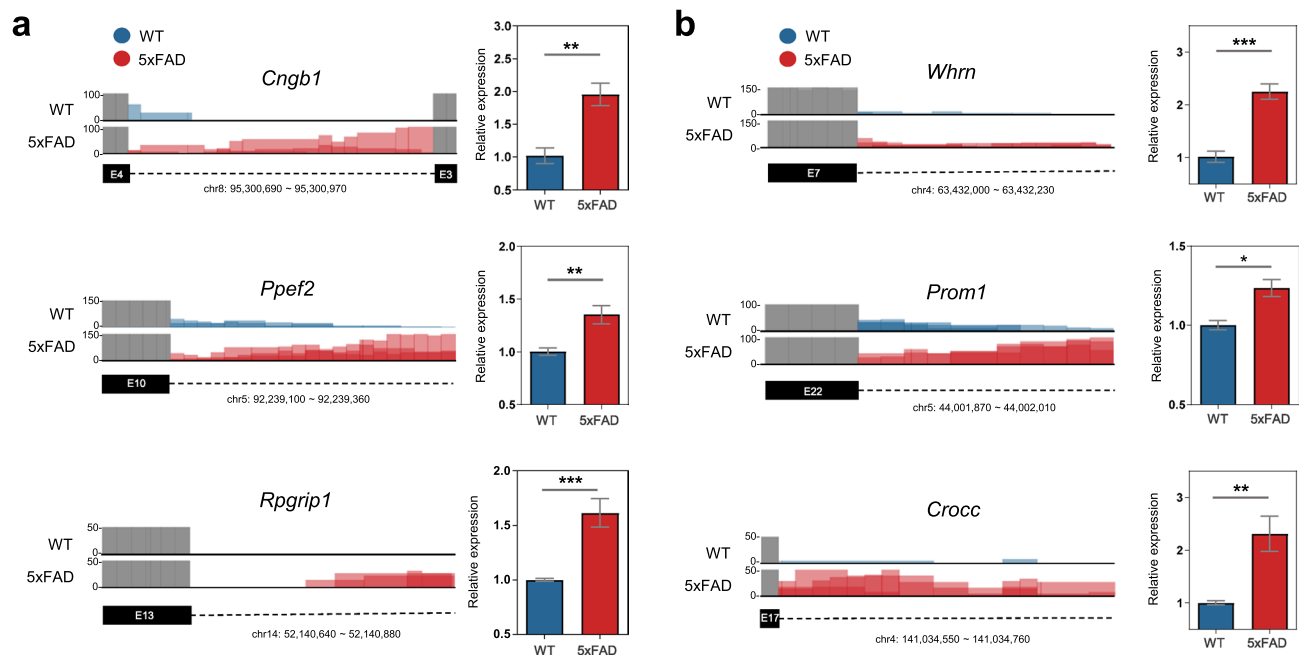 a
WT
5xFAD
Cngb1
WT
100
0
5xFAD
100
0
E4
E3
chr8: 95,300,690 ~ 95,300,970
Relative expression
3.0
2.5
2.0
1.5
1.0
0.5
**
WT
5xFAD
Ppef2
WT
150
0
5xFAD
150
0
E10
chr5: 92,239,100 ~ 92,239,360
Relative expression
2.0
1.5
1.0
0.5
**
WT
5xFAD
Rpgrip1
WT
50
0
5xFAD
50
0
E13
chr14: 52,140,640 ~ 52,140,880
Relative expression
2.0
1.5
1.0
0.5
***
WT
5xFAD
b
WT
5xFAD
Whrn
WT
150
0
5xFAD
150
0
E7
chr4: 63,432,000 ~ 63,432,230
Relative expression
3
2
1
***
WT
5xFAD
Prom1
WT
100
0
5xFAD
100
0
E22
chr5: 44,001,870 ~ 44,002,010
Relative expression
1.5
1.0
0.5
*
WT
5xFAD
Crocc
WT
50
0
5xFAD
50
0
E17
chr4: 141,034,550 ~ 141,034,760
Relative expression
3
2
1
**
WT
5xFAD